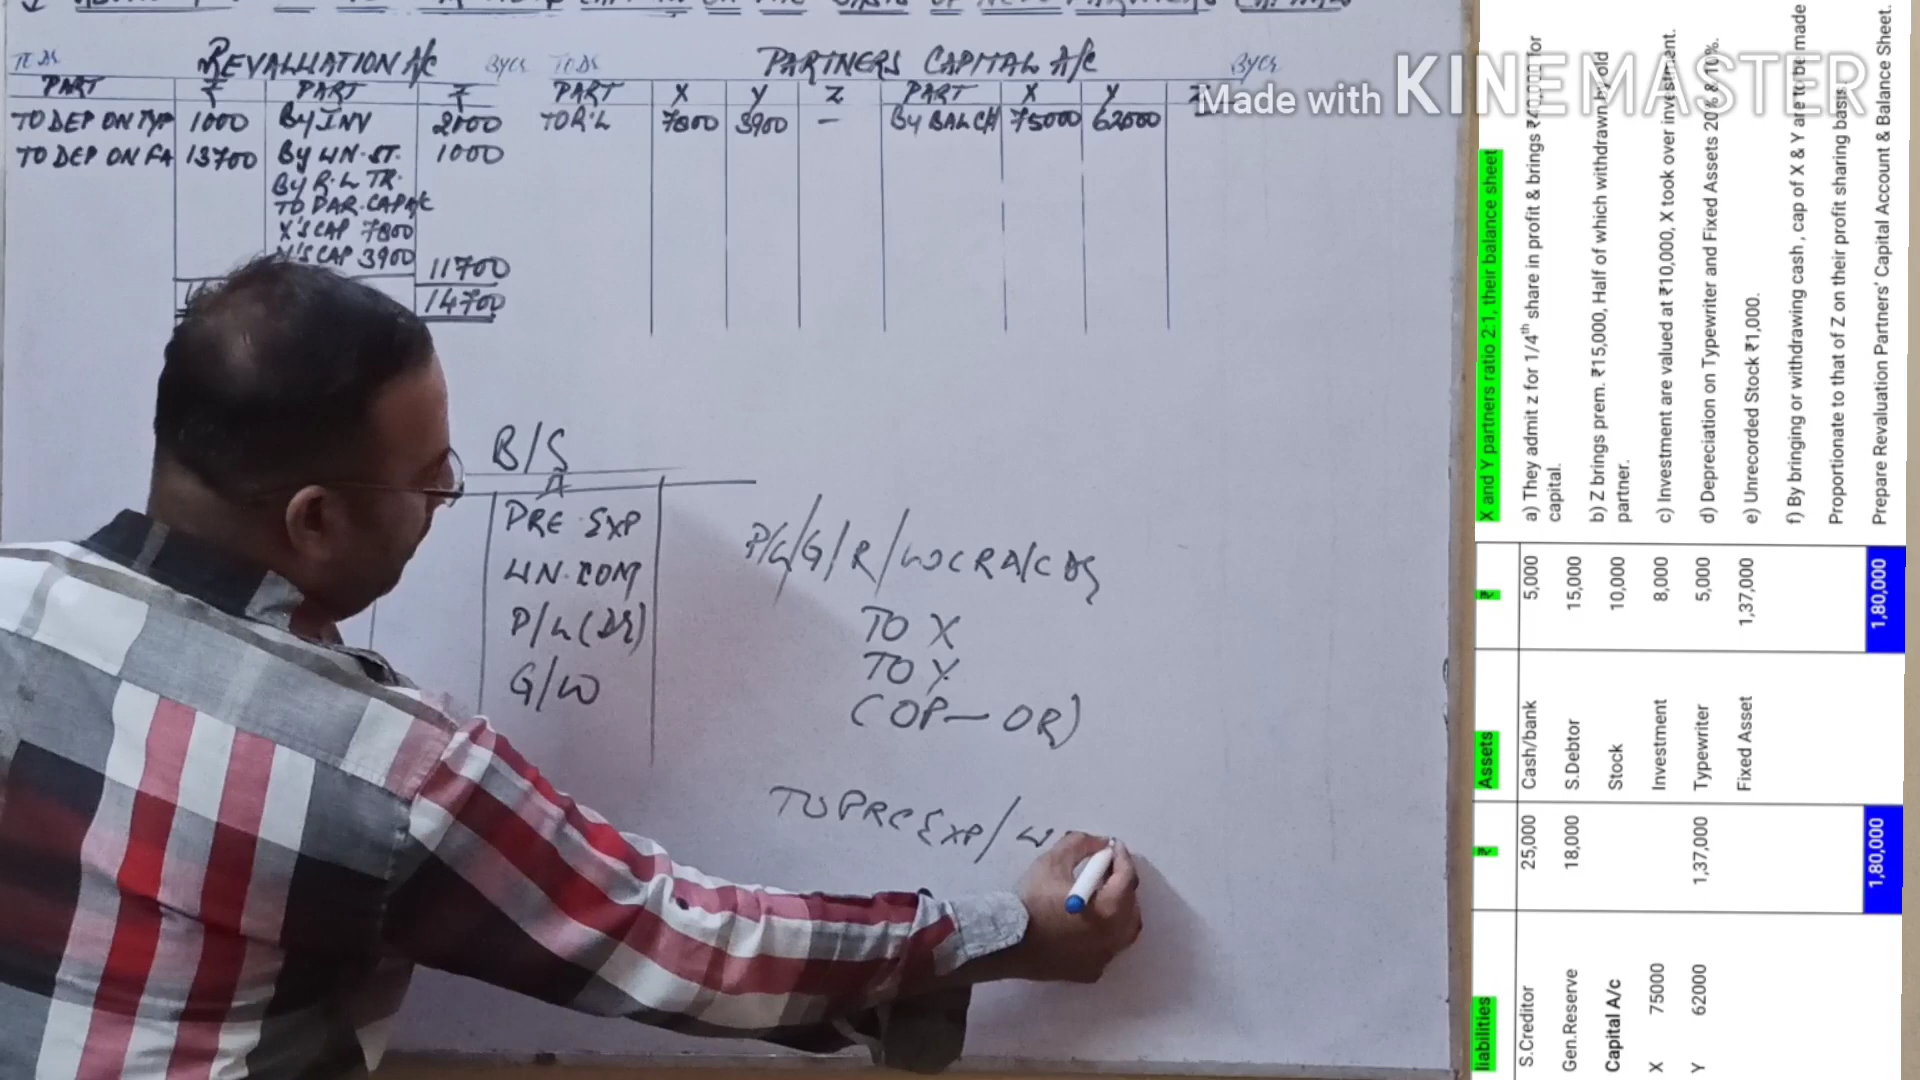 REVALUATION A/c
PARTNERS CAPITAL A/c
PART ₹ PART ₹
PART X Y Z PART X Y
TO DEP ON TYP 1000 By INV 2000
TO R.L 7800 3900 — By BAL CH 75000 62000
TO DEP ON FA 13700 By UN. ST. 1000
By R.L TR.
TO PAR. CAP A/C
X'S CAP 7800
CAP 3900 11700
14700
B/S
A
PRE EXP
UN. COM
P/L (Dr)
G/W
P/L/G/R/WCR A/C Dr
TO X
TO Y
(OP – OR)
TO PRE EXP/
Made with KINEMASTER
X and Y partners ratio 2:1, their balance sheet
a) They admit z for 1/4th share in profit & brings ₹40,000 for
capital.
b) Z brings prem. ₹15,000, Half of which withdrawn by old
partner.
c) Investment are valued at ₹10,000, X took over investment.
d) Depreciation on Typewriter and Fixed Assets 20% & 10%.
e) Unrecorded Stock ₹1,000.
f) By bringing or withdrawing cash , cap of X & Y are to be made
Proportionate to that of Z on their profit sharing basis.
Prepare Revaluation Partners' Capital Account & Balance Sheet.
liabilities ₹ Assets ₹
S.Creditor 25,000 Cash/bank 5,000
Gen.Reserve 18,000 S.Debtor 15,000
Capital A/c Stock 10,000
X 75000 Investment 8,000
Y 62000 1,37,000 Typewriter 5,000
Fixed Asset 1,37,000
1,80,000 1,80,000